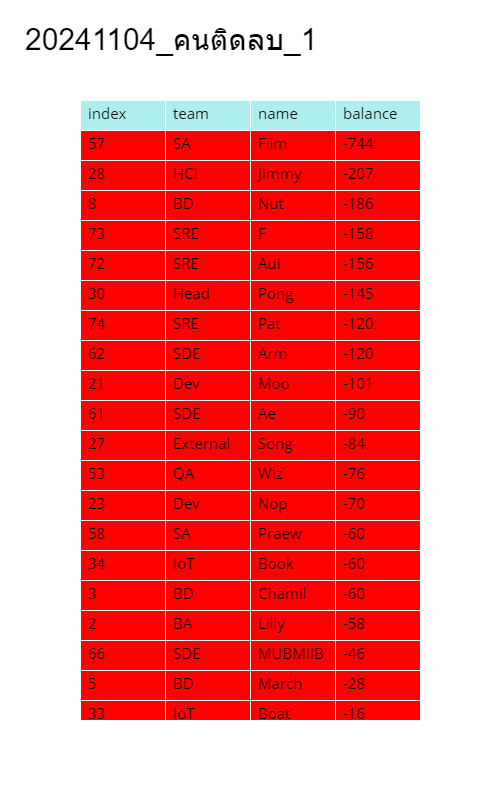 20241104_คนติดลบ_1
index team name balance
57 SA Film -744
28 HCI Jimmy -207
8 BD Nut -186
73 SRE F -158
72 SRE Aui -156
30 Head Pong -145
74 SRE Pat -120
62 SDE Arm -120
21 Dev Moo -101
61 SDE Ae -90
27 External Song -84
53 QA Wiz -76
23 Dev Nop -70
58 SA Praew -60
34 IoT Book -60
3 BD Chamil -60
2 BA Lilly -58
66 SDE MUBMIIB -46
5 BD March -28
33 IoT Boat -16